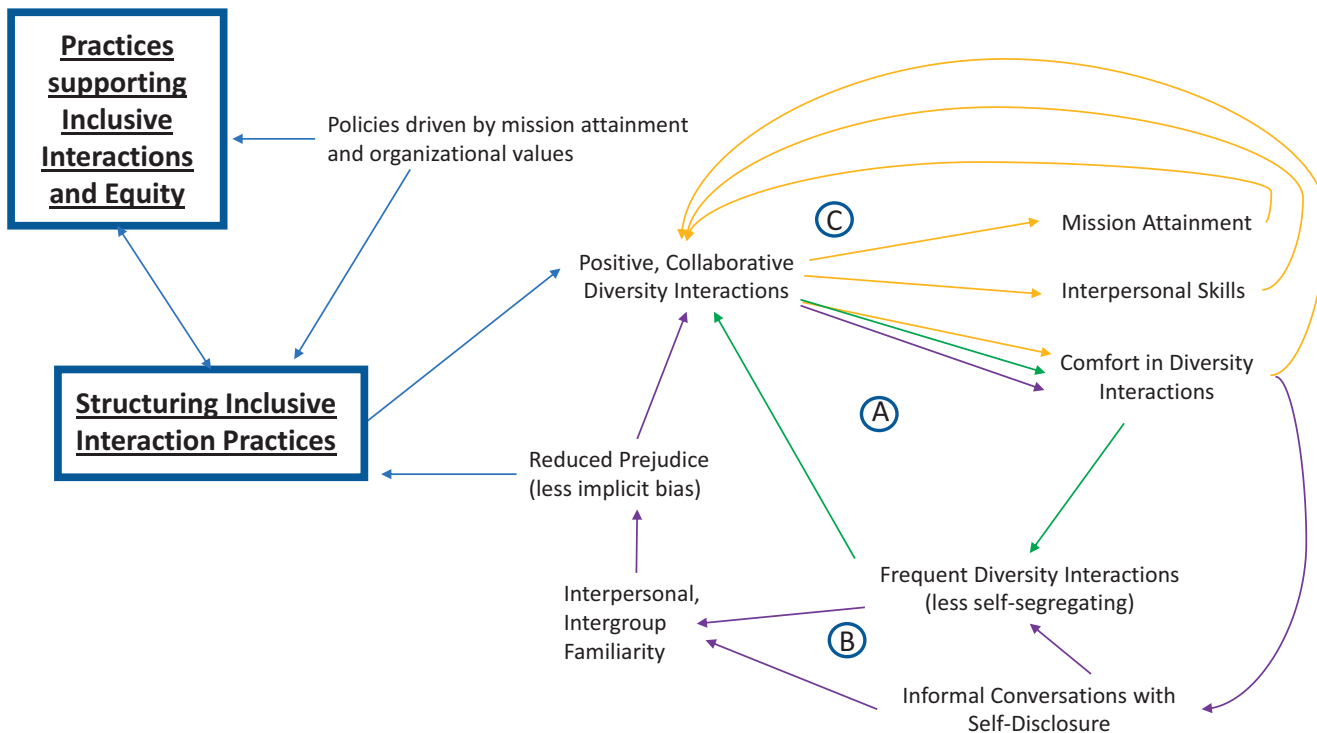 Practices
supporting
Inclusive
Interactions
and Equity
Policies driven by mission attainment
and organizational values
C
Mission Attainment
Positive, Collaborative
Diversity Interactions
Interpersonal Skills
Comfort in Diversity
Interactions
A
Structuring Inclusive
Interaction Practices
Reduced Prejudice
(less implicit bias)
Frequent Diversity Interactions
(less self-segregating)
Interpersonal,
Intergroup
Familiarity
B
Informal Conversations with
Self-Disclosure